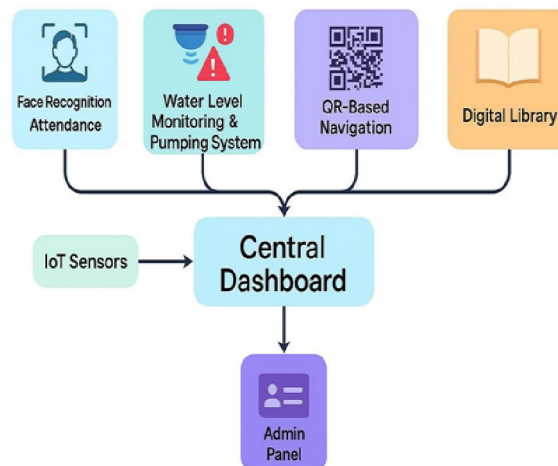 Face Recognition
Attendance
Water Level
Monitoring &
Pumping System
QR-Based
Navigation
Digital Library
IoT Sensors
Central
Dashboard
Admin
Panel